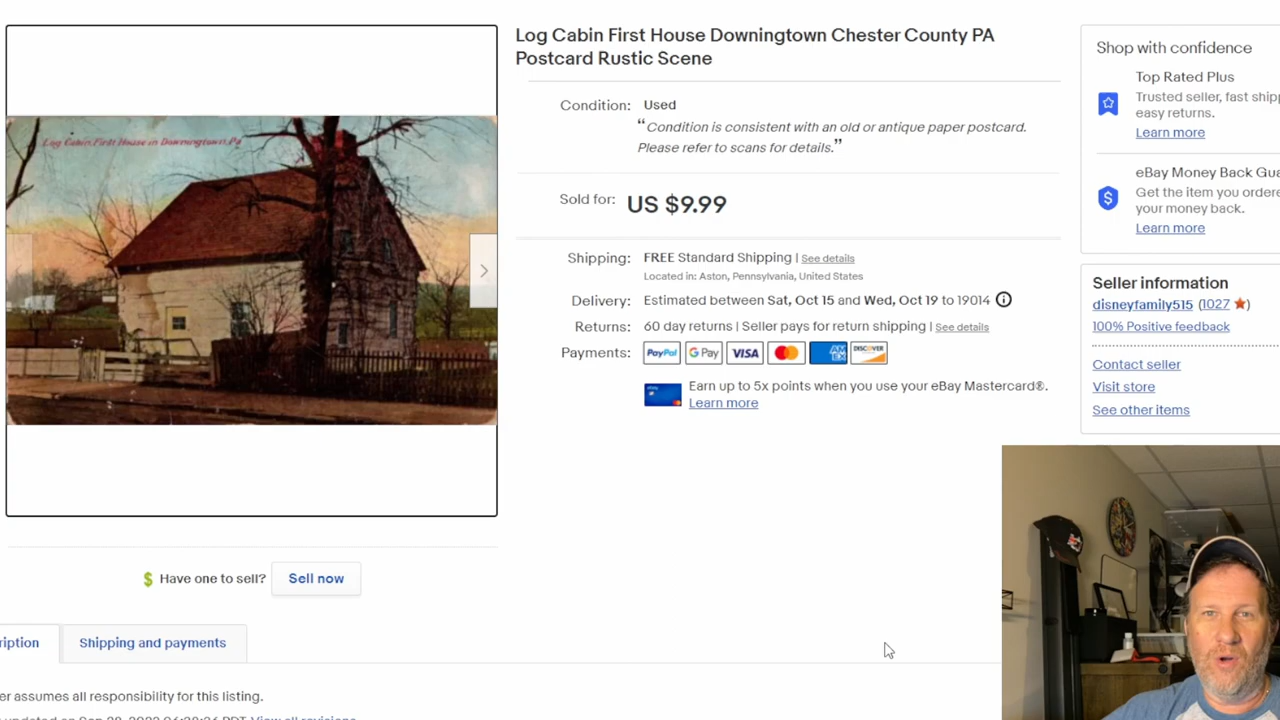 Log Cabin First House Downingtown Chester County PA
Postcard Rustic Scene
Log Cabin, First House in Downingtown, Pa
Condition: Used
“Condition is consistent with an old or antique paper postcard.
Please refer to scans for details.”
Sold for: US $9.99
Shipping: FREE Standard Shipping | See details
Located in: Aston, Pennsylvania, United States
Delivery: Estimated between Sat, Oct 15 and Wed, Oct 19 to 19014
Returns: 60 day returns | Seller pays for return shipping | See details
Payments: PayPal G Pay VISA AM EX DISCOVER
Earn up to 5x points when you use your eBay Mastercard®.
Learn more
Shop with confidence
Top Rated Plus
Trusted seller, fast ship
easy returns.
Learn more
eBay Money Back Gua
Get the item you ordere
your money back.
Learn more
Seller information
disneyfamily515 (1027)
100% Positive feedback
Contact seller
Visit store
See other items
$ Have one to sell? Sell now
ription Shipping and payments
er assumes all responsibility for this listing.